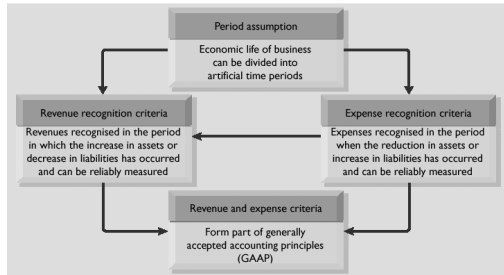 Period assumption
Economic life of business
can be divided into
artificial time periods
Revenue recognition criteria
Revenues recognised in the period
in which the increase in assets or
decrease in liabilities has occurred
and can be reliably measured
Expense recognition criteria
Expenses recognised in the period
when the reduction in assets or
increase in liabilities has occurred
and can be reliably measured
Revenue and expense criteria
Form part of generally
accepted accounting principles
(GAAP)